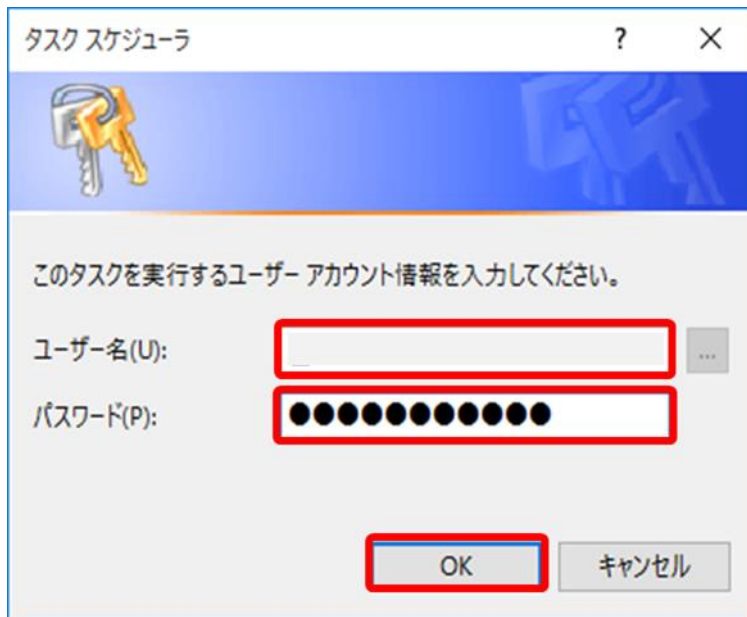 タスク スケジューラ ? ×
このタスクを実行するユーザー アカウント情報を入力してください。
ユーザー名(U): ...
パスワード(P): ●●●●●●●●●●●
OK キャンセル